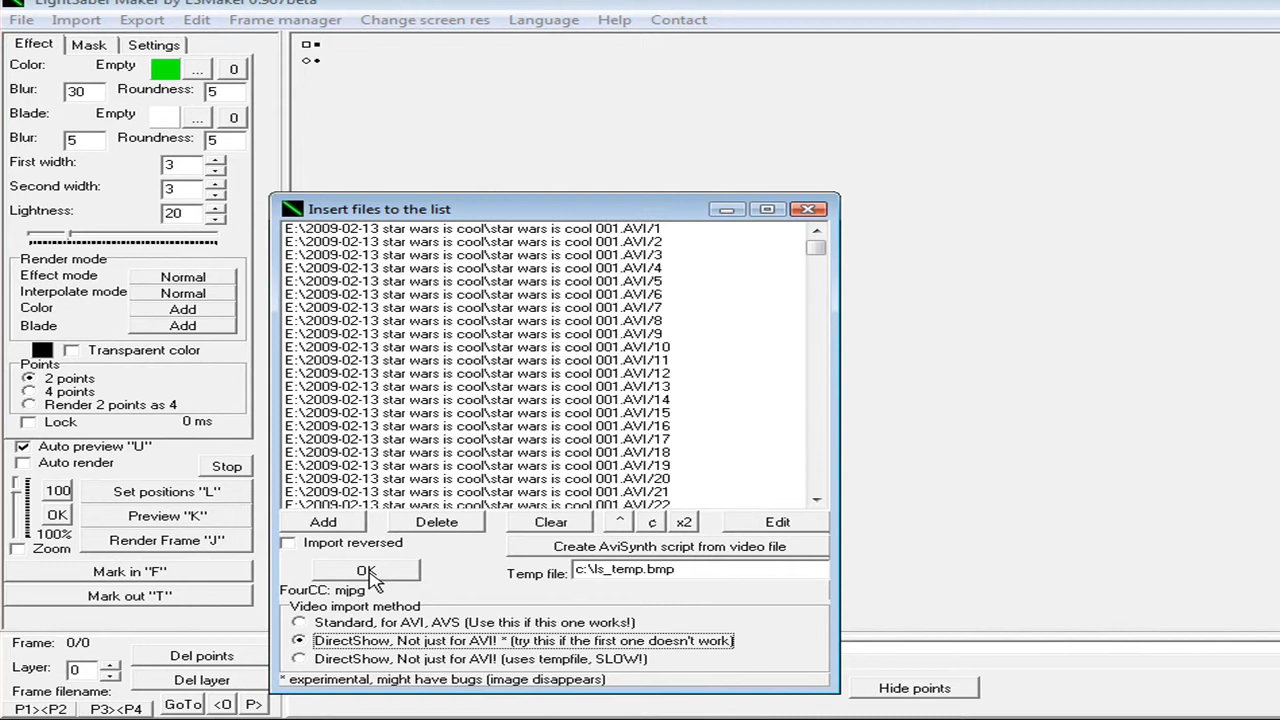 LightSaber Maker By LSMaker 0.967beta
File Import Export Edit Frame manager Change screen res Language Help Contact
Effect Mask Settings
Color: Empty ... 0
Blur: 30 Roundness: 5
Blade: Empty ... 0
Blur: 5 Roundness: 5
First width: 3
Second width: 3
Lightness: 20
Render mode
Effect mode Normal
Interpolate mode Normal
Color Add
Blade Add
Transparent color
Points
2 points
4 points
Render 2 points as 4
Lock 0 ms
Auto preview "U"
Auto render Stop
100 Set positions "L"
OK Preview "K"
100% Render Frame "J"
Zoom
Mark in "F"
Mark out "T"
Frame: 0/0 Del points
Layer: 0 Del layer
Frame filename:
P1><P2 P3><P4 GoTo <O P>
Insert files to the list
E:\2009-02-13 star wars is cool\star wars is cool 001.AVI/1
E:\2009-02-13 star wars is cool\star wars is cool 001.AVI/2
E:\2009-02-13 star wars is cool\star wars is cool 001.AVI/3
E:\2009-02-13 star wars is cool\star wars is cool 001.AVI/4
E:\2009-02-13 star wars is cool\star wars is cool 001.AVI/5
E:\2009-02-13 star wars is cool\star wars is cool 001.AVI/6
E:\2009-02-13 star wars is cool\star wars is cool 001.AVI/7
E:\2009-02-13 star wars is cool\star wars is cool 001.AVI/8
E:\2009-02-13 star wars is cool\star wars is cool 001.AVI/9
E:\2009-02-13 star wars is cool\star wars is cool 001.AVI/10
E:\2009-02-13 star wars is cool\star wars is cool 001.AVI/11
E:\2009-02-13 star wars is cool\star wars is cool 001.AVI/12
E:\2009-02-13 star wars is cool\star wars is cool 001.AVI/13
E:\2009-02-13 star wars is cool\star wars is cool 001.AVI/14
E:\2009-02-13 star wars is cool\star wars is cool 001.AVI/15
E:\2009-02-13 star wars is cool\star wars is cool 001.AVI/16
E:\2009-02-13 star wars is cool\star wars is cool 001.AVI/17
E:\2009-02-13 star wars is cool\star wars is cool 001.AVI/18
E:\2009-02-13 star wars is cool\star wars is cool 001.AVI/19
E:\2009-02-13 star wars is cool\star wars is cool 001.AVI/20
E:\2009-02-13 star wars is cool\star wars is cool 001.AVI/21
E:\2009-02-13 star wars is cool\star wars is cool 001.AVI/22
Add Delete Clear ^ c x2 Edit
Import reversed Create AviSynth script from video file
OK Temp file: c:\ls_temp.bmp
FourCC: mjpg
Video import method
Standard, for AVI, AVS (Use this if this one works!)
DirectShow, Not just for AVI! * (try this if the first one doesn't work)
DirectShow, Not just for AVI! (uses tempfile, SLOW!)
* experimental, might have bugs (image disappears)
Hide points